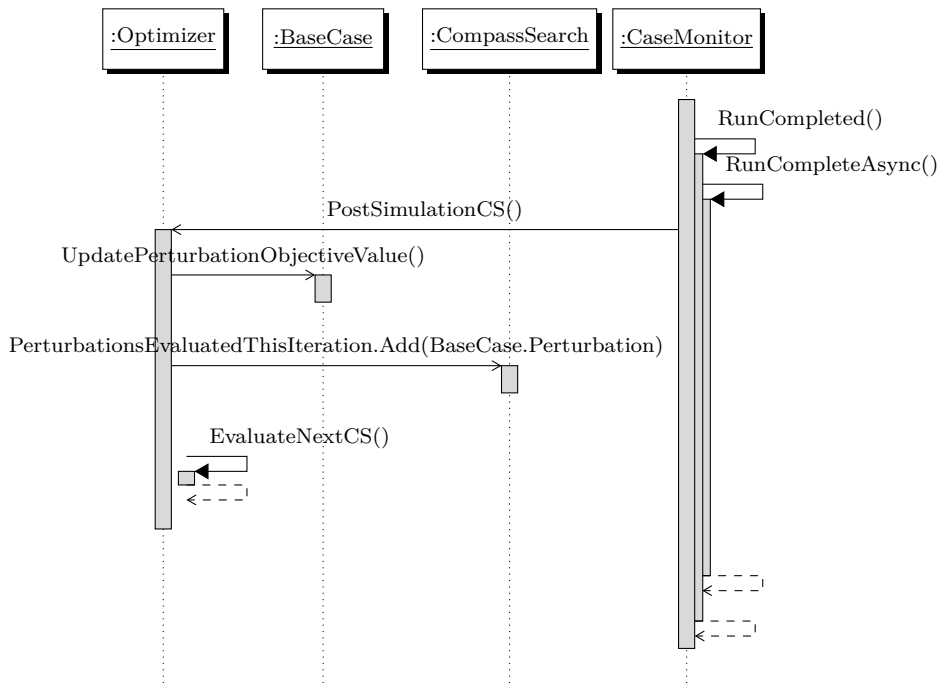 :Optimizer
:BaseCase
:CompassSearch
:CaseMonitor
RunCompleted()
RunCompleteAsync()
PostSimulationCS()
UpdatePerturbationObjectiveValue()
PerturbationsEvaluatedThisIteration.Add(BaseCase.Perturbation)
EvaluateNextCS()